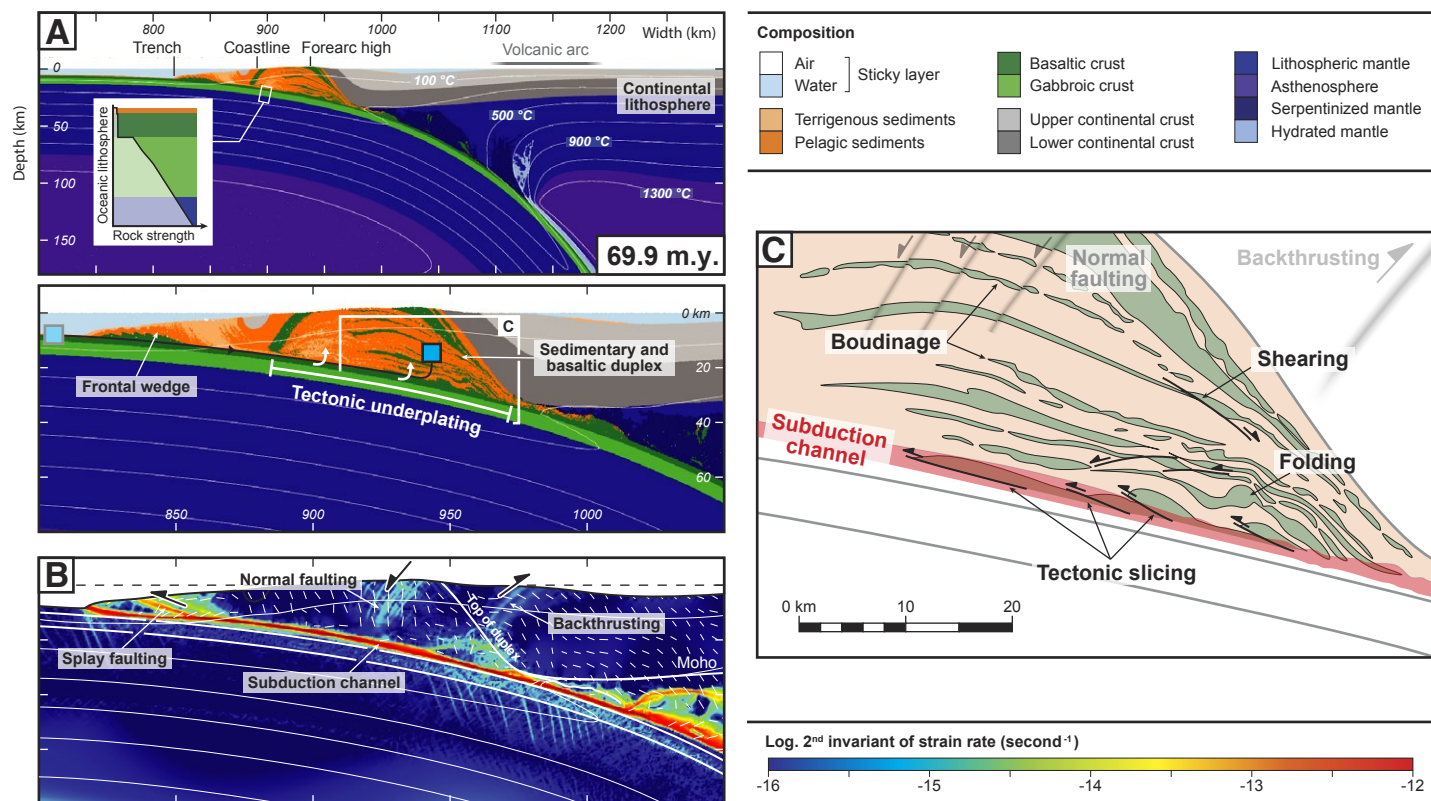 A
800
900
1000
1100
1200
Width (km)
Trench
Coastline
Forearc high
Volcanic arc
0
50
100
150
Depth (km)
100 °C
500 °C
900 °C
1300 °C
Continental
lithosphere
Oceanic lithosphere
Rock strength
69.9 m.y.
C
0 km
20
40
60
Frontal wedge
Sedimentary and
basaltic duplex
Tectonic underplating
850
900
950
1000
B
Normal faulting
Backthrusting
Top of duplex
Moho
Splay faulting
Subduction channel
Composition
Air
Water
Sticky layer
Terrigenous sediments
Pelagic sediments
Basaltic crust
Gabbroic crust
Upper continental crust
Lower continental crust
Lithospheric mantle
Asthenosphere
Serpentinized mantle
Hydrated mantle
C
Normal
faulting
Backthrusting
Boudinage
Shearing
Subduction
channel
Folding
Tectonic slicing
0 km
10
20
Log. 2nd invariant of strain rate (second-1)
-16
-15
-14
-13
-12